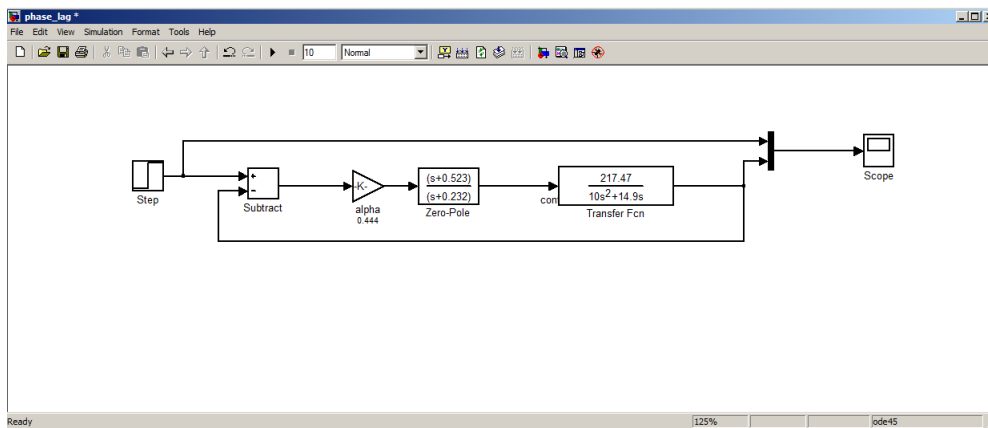 phase_lag *
File Edit View Simulation Format Tools Help
10 Normal
Step
+
−
Subtract
-K-
alpha
0.444
(s+0.523)
(s+0.232)
Zero-Pole
con
217.47
10s²+14.9s
Transfer Fcn
Scope
Ready 125% ode45